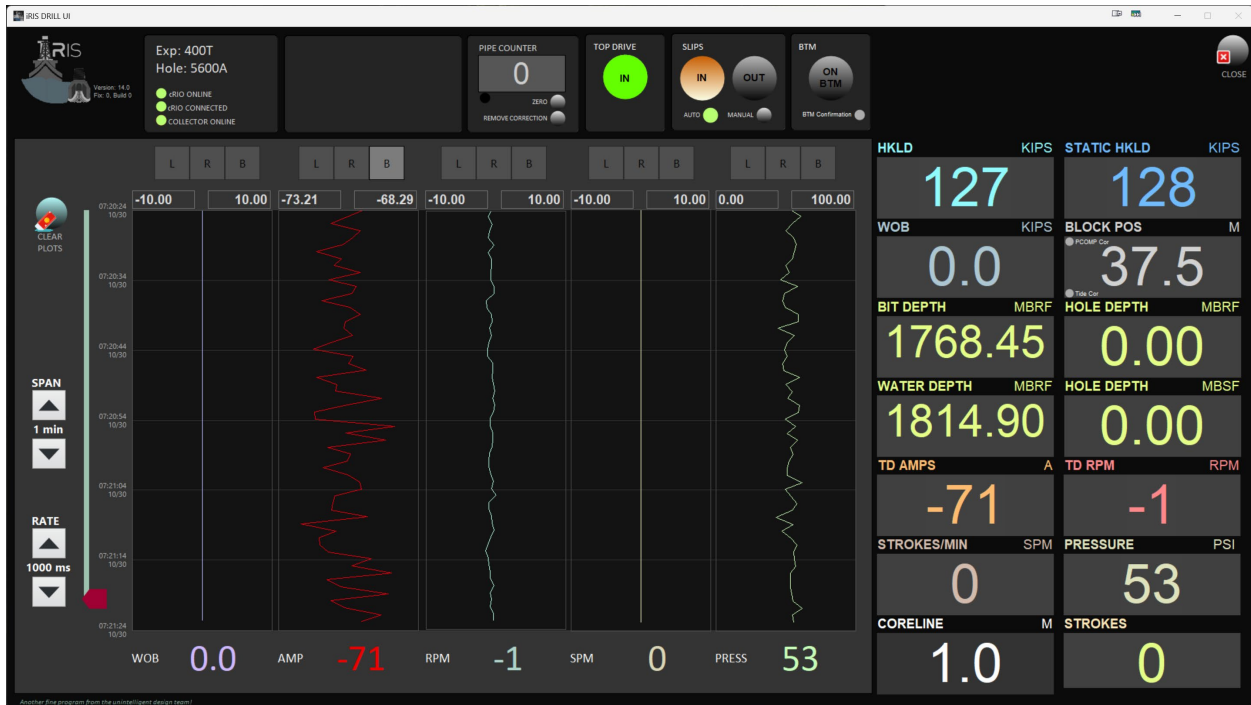 iRIS DRILL UI
iRIS
Version: 14.0
Fix: 0, Build 0
Exp: 400T
Hole: 5600A
cRIO ONLINE
cRIO CONNECTED
COLLECTOR ONLINE
PIPE COUNTER
0
ZERO
REMOVE CORRECTION
TOP DRIVE
IN
SLIPS
IN OUT
AUTO MANUAL
BTM
ON BTM
BTM Confirmation
CLOSE
L R B L R B L R B L R B L R B
-10.00 10.00 -73.21 -68.29 -10.00 10.00 -10.00 10.00 0.00 100.00
CLEAR
PLOTS
07:20:24
10/30
07:20:34
10/30
07:20:44
10/30
07:20:54
10/30
07:21:04
10/30
07:21:14
10/30
07:21:24
10/30
SPAN
1 min
RATE
1000 ms
WOB 0.0 AMP -71 RPM -1 SPM 0 PRESS 53
HKLD KIPS STATIC HKLD KIPS
127 128
WOB KIPS BLOCK POS M
PCOMP Cor
0.0 37.5
Tide Cor
BIT DEPTH MBRF HOLE DEPTH MBRF
1768.45 0.00
WATER DEPTH MBRF HOLE DEPTH MBSF
1814.90 0.00
TD AMPS A TD RPM RPM
-71 -1
STROKES/MIN SPM PRESSURE PSI
0 53
CORELINE M STROKES
1.0 0
Another fine program from the unintelligent design team!